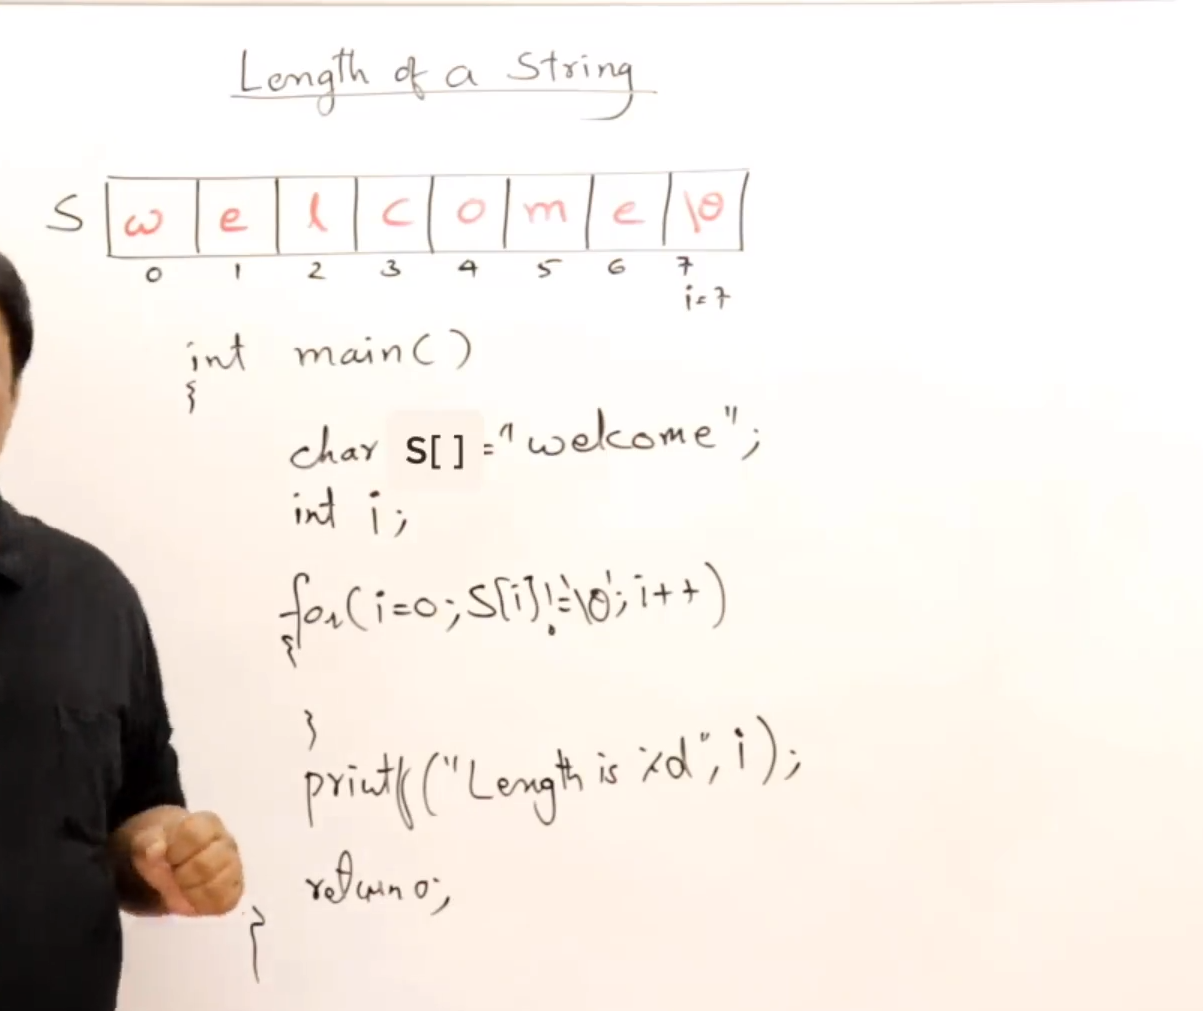 Length of a String
S w e l c o m e \0
0 1 2 3 4 5 6 7
i=7
int main()
{
char S[] ="welcome";
int i;
for(i=0;S[i]!='\0';i++)
{
}
printf("Length is %d",i);
return 0;
}